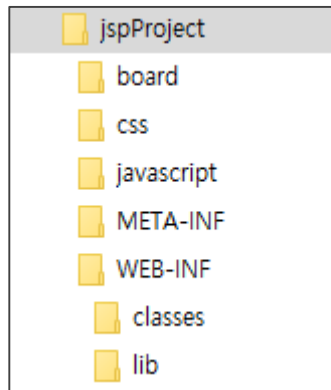 jspProject
board
css
javascript
META-INF
WEB-INF
classes
lib